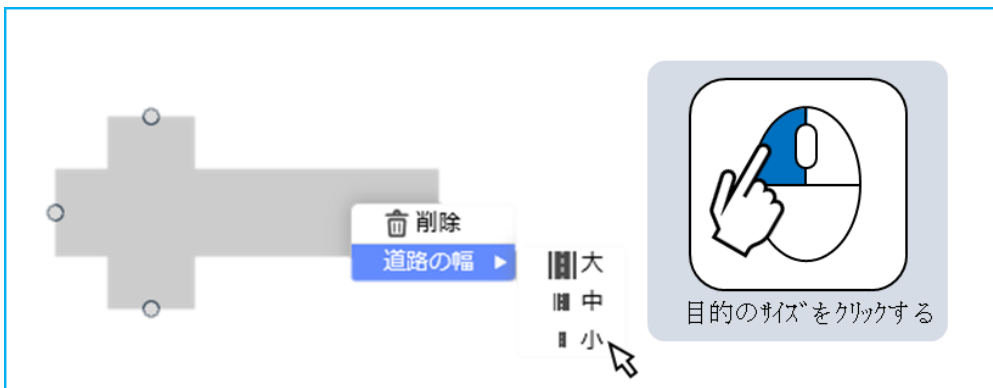 削除
道路の幅
大
中
小
目的のｻｲｽﾞをｸﾘｯｸする